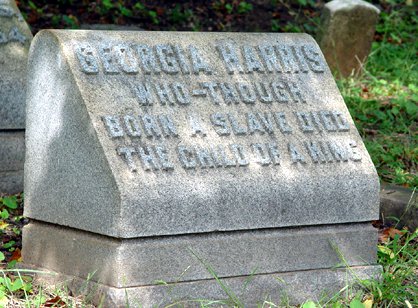 GEORGIA HARRIS
WHO–THOUGH
BORN A SLAVE DIED
THE CHILD OF A KING